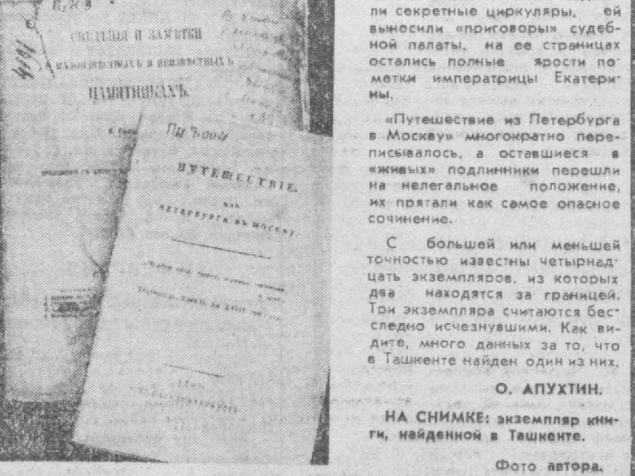 СВЕДЕНИЯ И ЗАМЕТКИ
О МАЛОИЗВѢСТНЫХЪ И НЕИЗВѢСТНЫХЪ
ПАМЯТНИКАХЪ.
ПУТЕШЕСТВІЕ.
ИЗЪ
ПЕТЕРБУРГА ВЪ МОСКВУ.
ли секретные циркуляры, ей
выносили «приговоры» судеб-
ной палаты, на ее страницах
остались полные ярости по-
метки императрицы Екатери-
ны.
«Путешествие из Петербурга
в Москву» многократно пере-
писывалось, а оставшиеся в
«живых» подлинники перешли
на нелегальное положение,
их прятали как самое опасное
сочинение.
С большей или меньшей
точностью известны четырнад-
цать экземпляров, из которых
два находятся за границей.
Три экземпляра считаются бес-
следно исчезнувшими. Как ви-
дите, много данных за то, что
в Ташкенте найден один из них.
О. АПУХТИН.
НА СНИМКЕ: экземпляр кни-
ги, найденной в Ташкенте.
Фото автора.